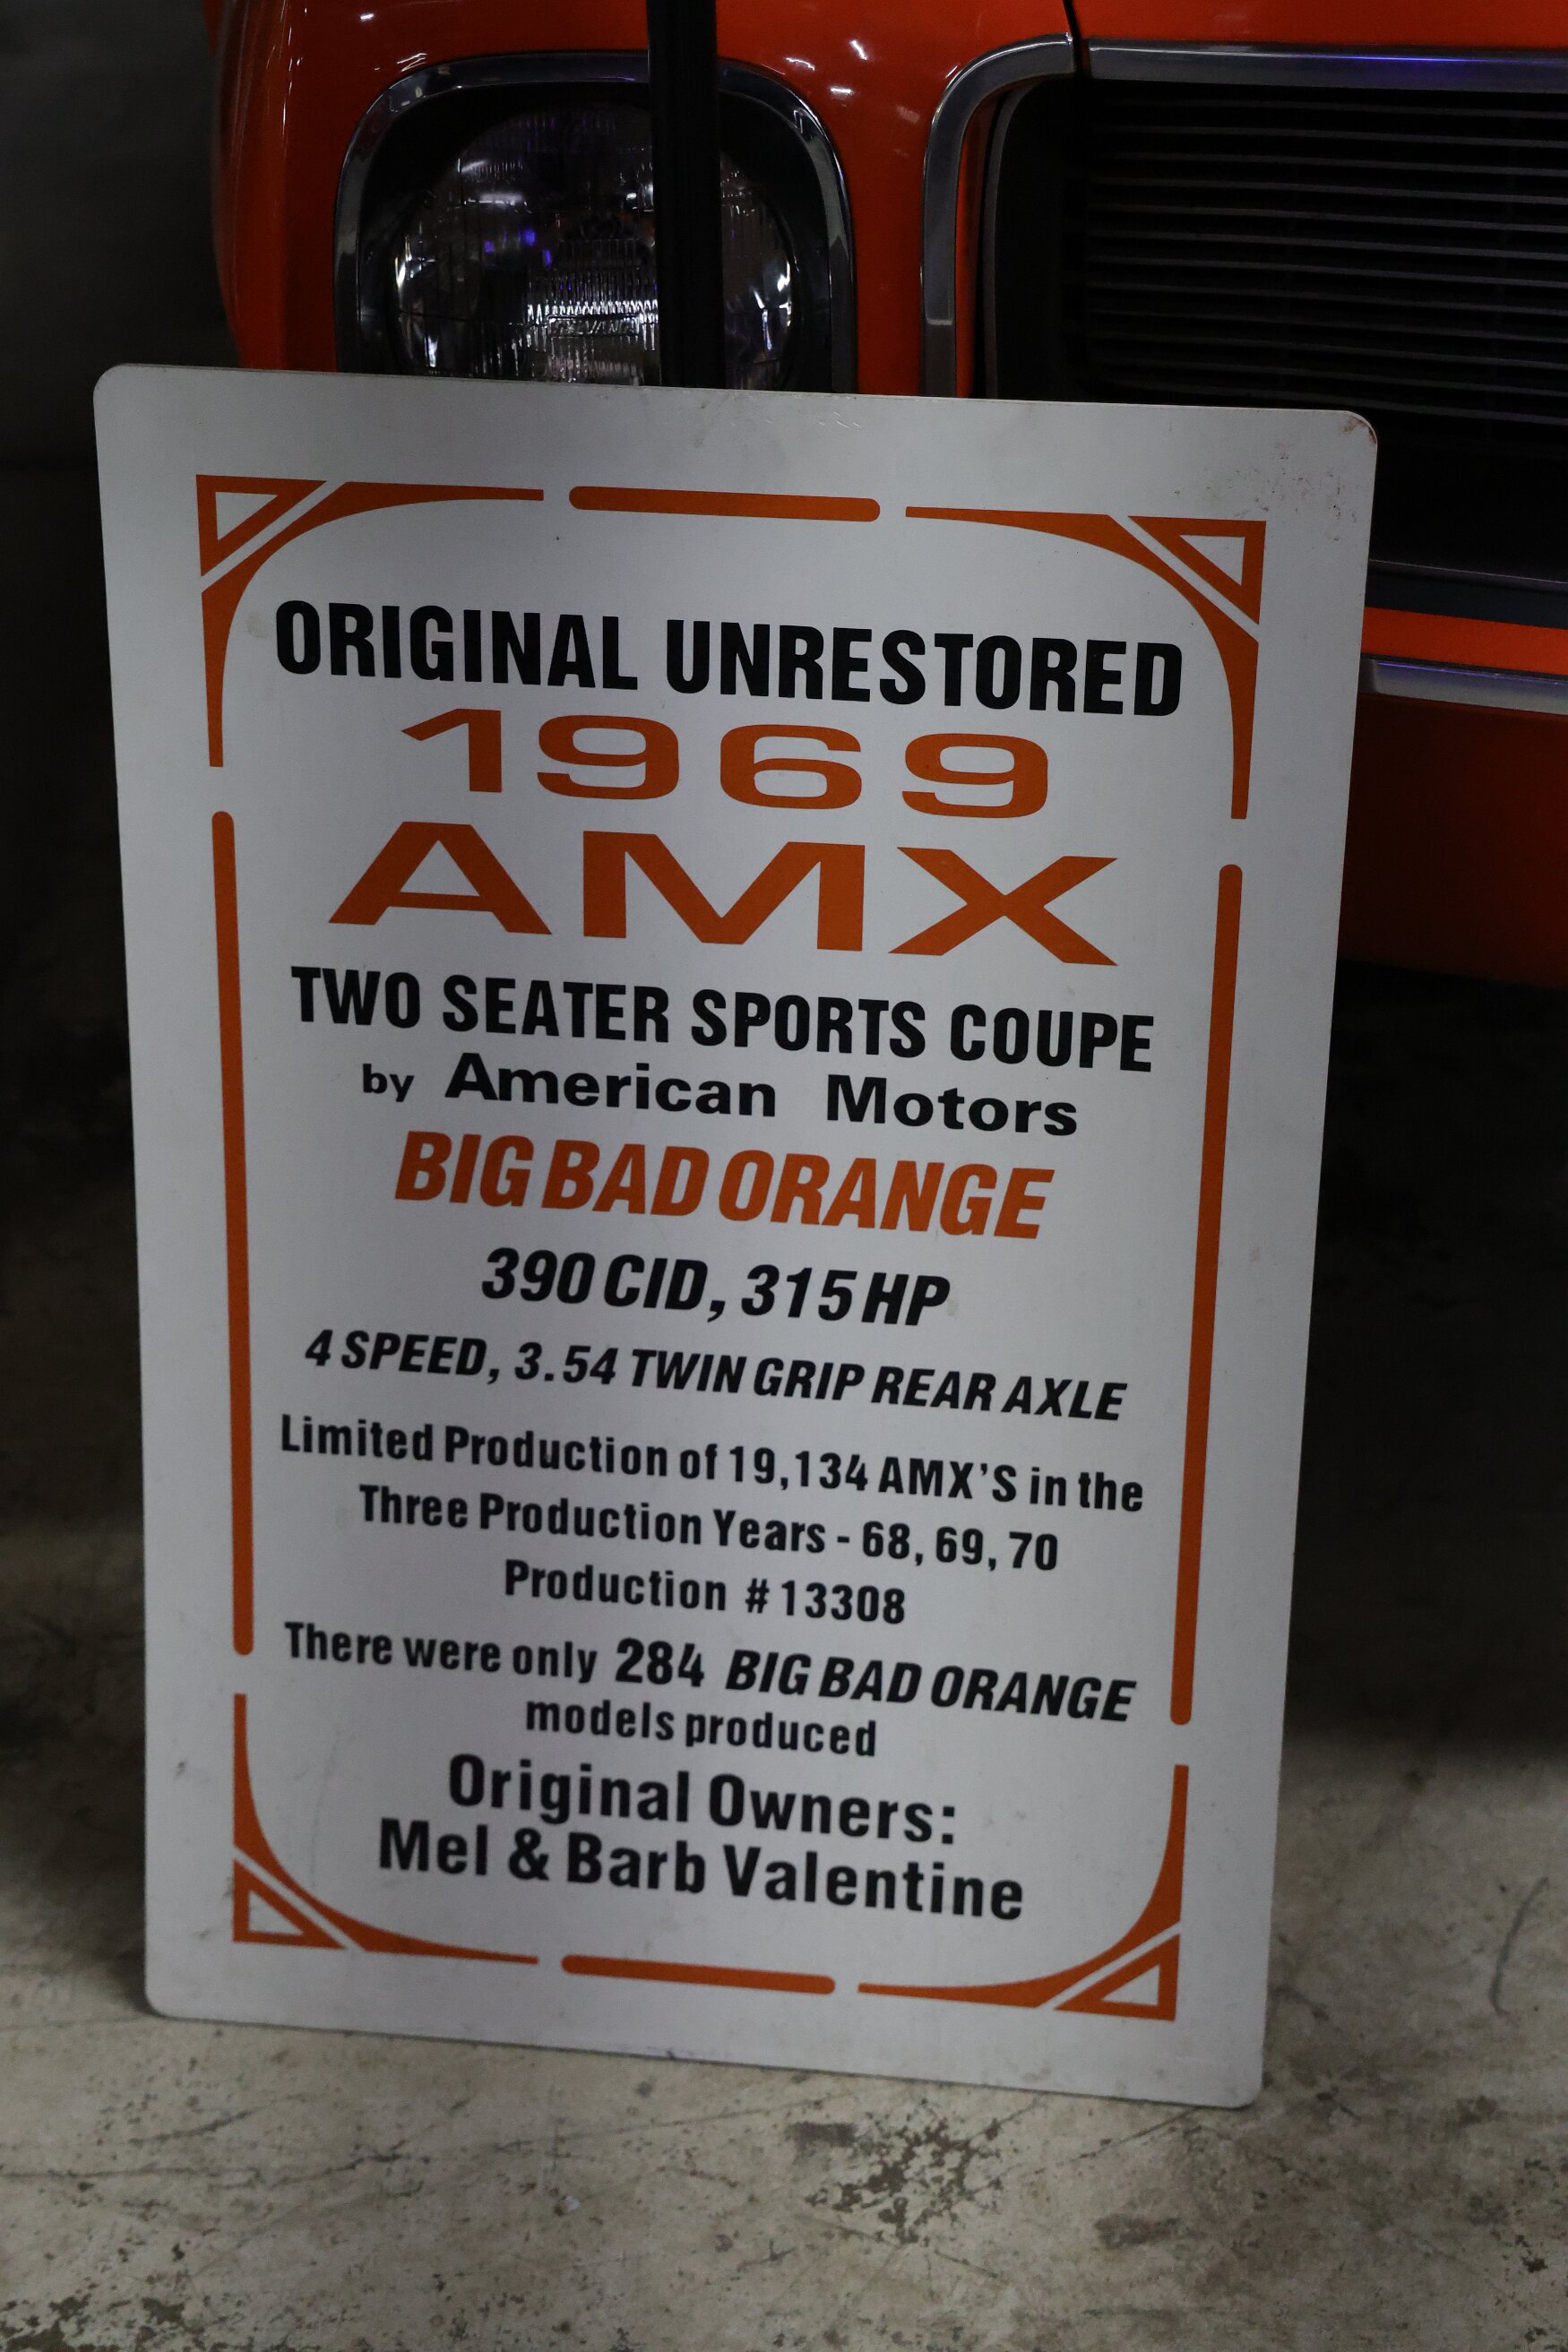 ORIGINAL UNRESTORED
1969
AMX
TWO SEATER SPORTS COUPE
by American Motors
BIG BAD ORANGE
390 CID, 315 HP
4 SPEED, 3.54 TWIN GRIP REAR AXLE
Limited Production of 19,134 AMX'S in the
Three Production Years - 68, 69, 70
Production #13308
There were only 284 BIG BAD ORANGE
models produced
Original Owners:
Mel & Barb Valentine